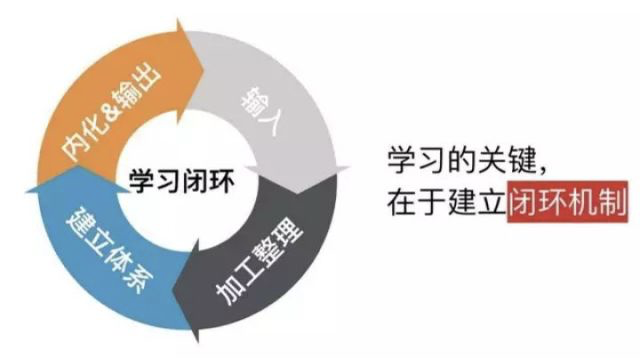 内化&输出
输入
学习闭环
建立体系
加工整理
学习的关键，
在于建立闭环机制